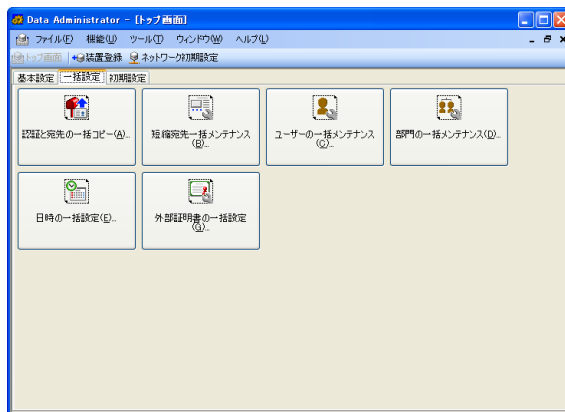 Data Administrator - [トップ画面]
ファイル(F) 機能(U) ツール(T) ウィンドウ(W) ヘルプ(L)
トップ画面 装置登録 ネットワーク初期設定
基本設定 一括設定 初期設定
認証と宛先の一括コピー(A)...
短縮宛先一括メンテナンス
(B)...
ユーザーの一括メンテナンス
(C)...
部門の一括メンテナンス(D)...
日時の一括設定(E)...
外部証明書の一括設定
(G)...